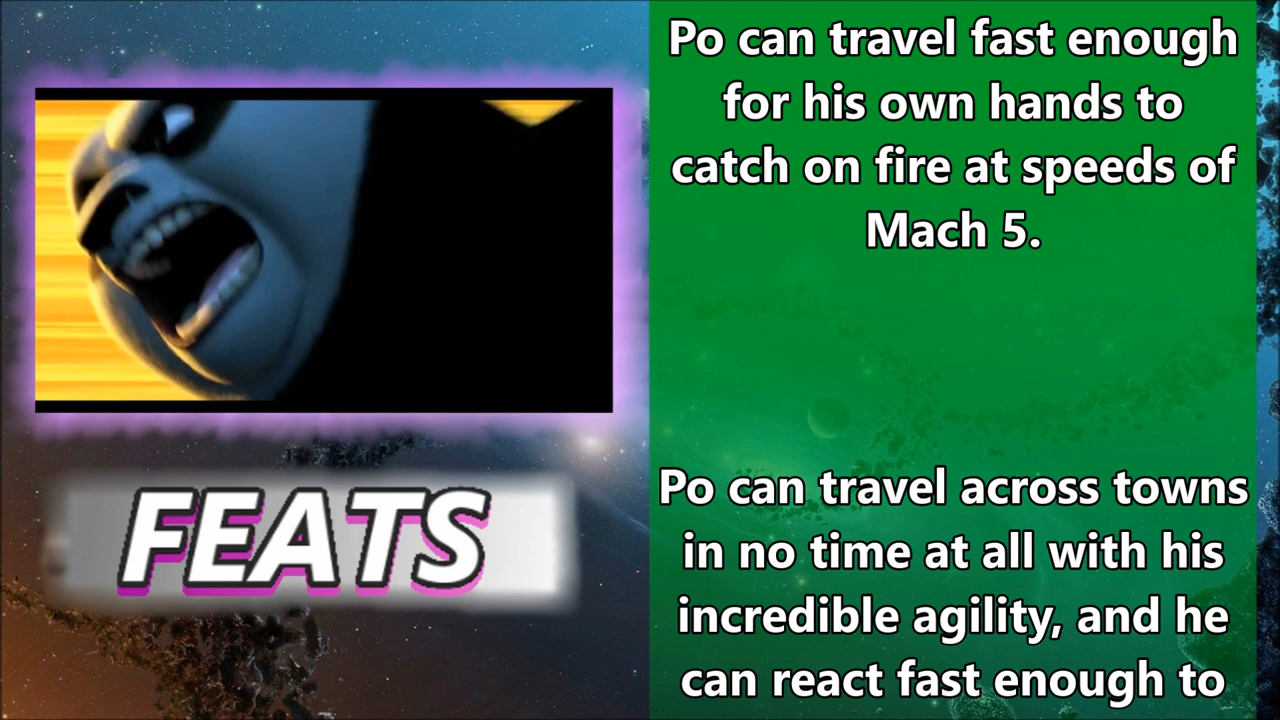 Po can travel fast enough
for his own hands to
catch on fire at speeds of
Mach 5.
FEATS
Po can travel across towns
in no time at all with his
incredible agility, and he
can react fast enough to